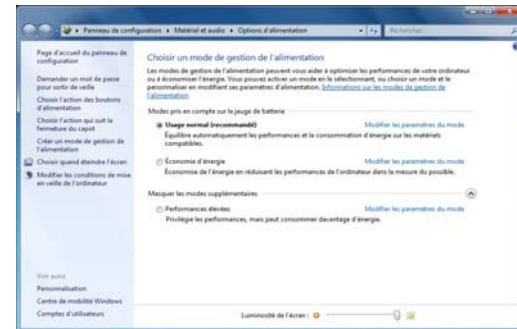 Panneau de configuration ▸ Matériel et audio ▸ Options d'alimentation
Rechercher
Page d'accueil du panneau de
configuration
Demander un mot de passe
pour sortir de veille
Choisir l'action des boutons
d'alimentation
Choisir l'action qui suit la
fermeture du capot
Créer un mode de gestion de
l'alimentation
Choisir quand éteindre l'écran
Modifier les conditions de mise
en veille de l'ordinateur
Voir aussi
Personnalisation
Centre de mobilité Windows
Comptes d'utilisateurs
Choisir un mode de gestion de l'alimentation
Les modes de gestion de l'alimentation peuvent vous aider à optimiser les performances de votre ordinateur
ou à économiser l'énergie. Vous pouvez activer un mode en le sélectionnant, ou choisir un mode et le
personnaliser en modifiant ses paramètres d'alimentation. Informations sur les modes de gestion de
l'alimentation
Modes pris en compte sur la jauge de batterie
Usage normal (recommandé) Modifier les paramètres du mode
Équilibre automatiquement les performances et la consommation d'énergie sur les matériels
compatibles.
Économie d'énergie Modifier les paramètres du mode
Économie de l'énergie en réduisant les performances de l'ordinateur dans la mesure du possible.
Masquer les modes supplémentaires
Performances élevées Modifier les paramètres du mode
Privilégie les performances, mais peut consommer davantage d'énergie.
Luminosité de l'écran :